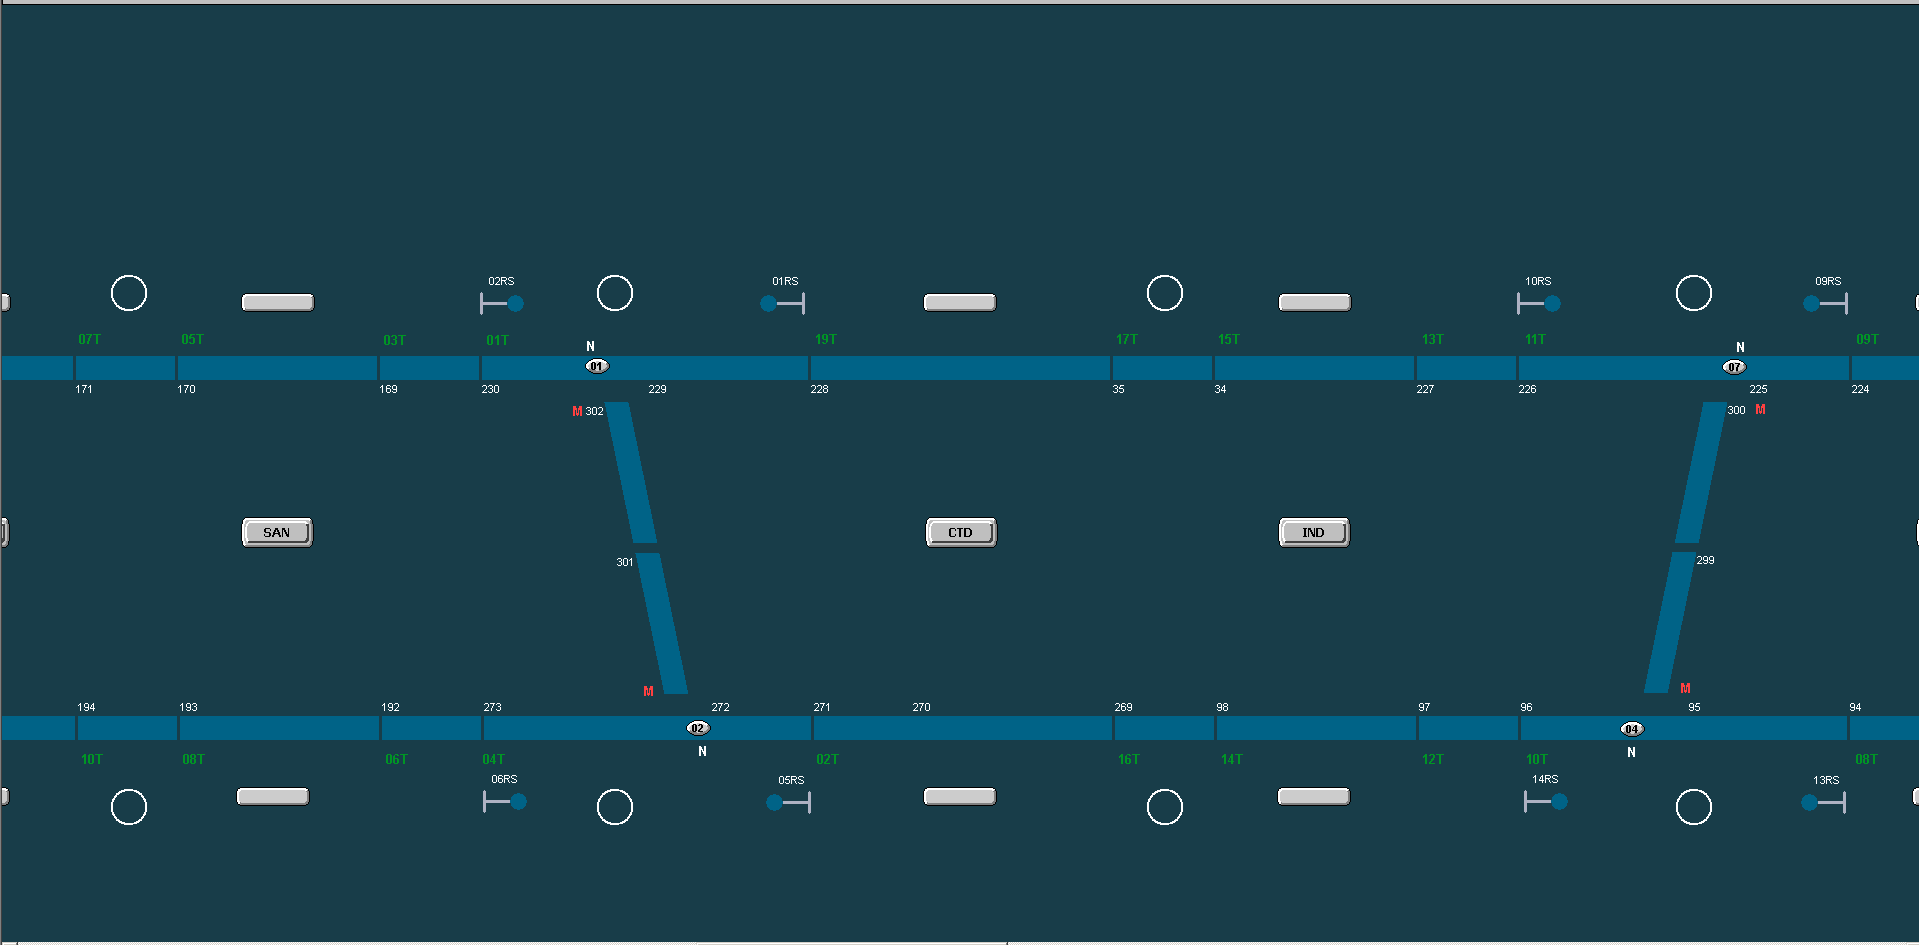 02RS 01RS 10RS 09RS
07T 05T 03T 01T N 19T 17T 15T 13T 11T N 09T
01 07
171 170 169 230 229 228 35 34 227 226 225 224
M 302 300 M
SAN CTD IND
301 299
M M
194 193 192 273 272 271 270 269 98 97 96 95 94
02 04
N N
10T 08T 06T 04T 02T 16T 14T 12T 10T 08T
06RS 05RS 14RS 13RS